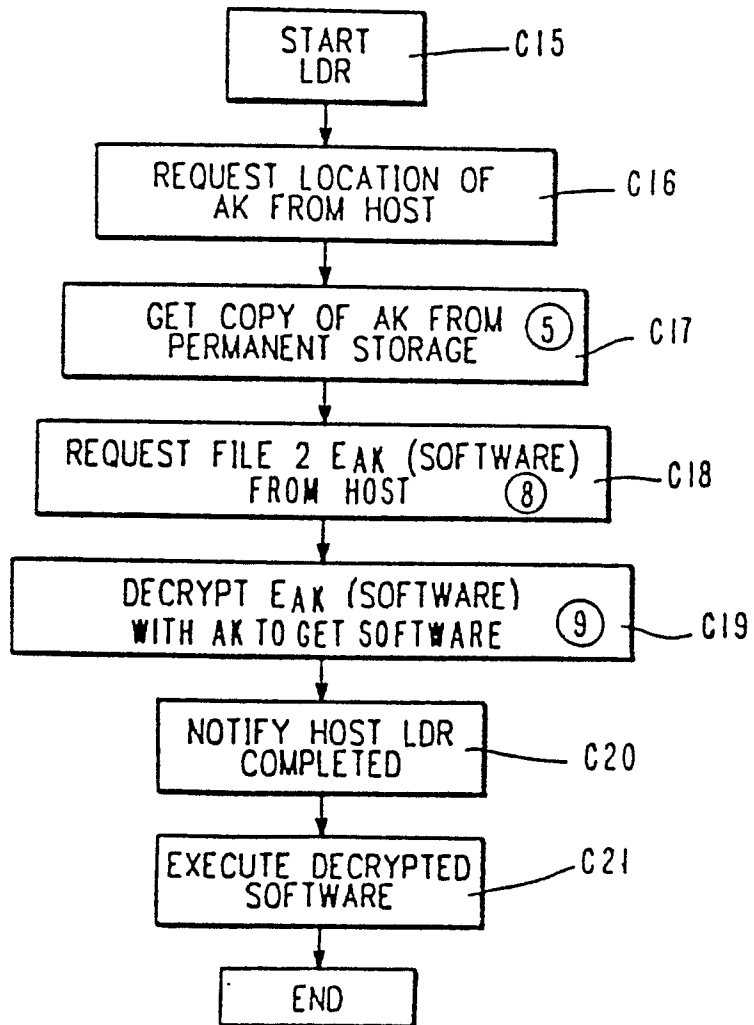 START
LDR
C15
REQUEST LOCATION OF
AK FROM HOST
C16
GET COPY OF AK FROM
PERMANENT STORAGE
5
C17
REQUEST FILE 2 EAK (SOFTWARE)
FROM HOST
8
C18
DECRYPT EAK (SOFTWARE)
WITH AK TO GET SOFTWARE
9
C19
NOTIFY HOST LDR
COMPLETED
C20
EXECUTE DECRYPTED
SOFTWARE
C21
END